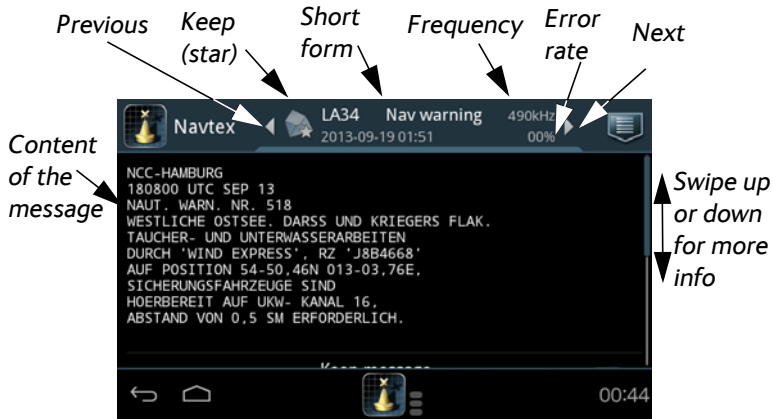 Previous
Keep
(star)
Short
form
Frequency
Error
rate
Next
Navtex
LA34 Nav warning 490kHz
2013-09-19 01:51 00%
Content
of the
message
NCC-HAMBURG
180800 UTC SEP 13
NAUT. WARN. NR. 518
WESTLICHE OSTSEE. DARSS UND KRIEGERS FLAK.
TAUCHER- UND UNTERWASSERARBEITEN
DURCH 'WIND EXPRESS', RZ 'J8B4668'
AUF POSITION 54-50,46N 013-03,76E,
SICHERUNGSFAHRZEUGE SIND
HOERBEREIT AUF UKW- KANAL 16,
ABSTAND VON 0,5 SM ERFORDERLICH.
Swipe up
or down
for more
info
Keep message
00:44